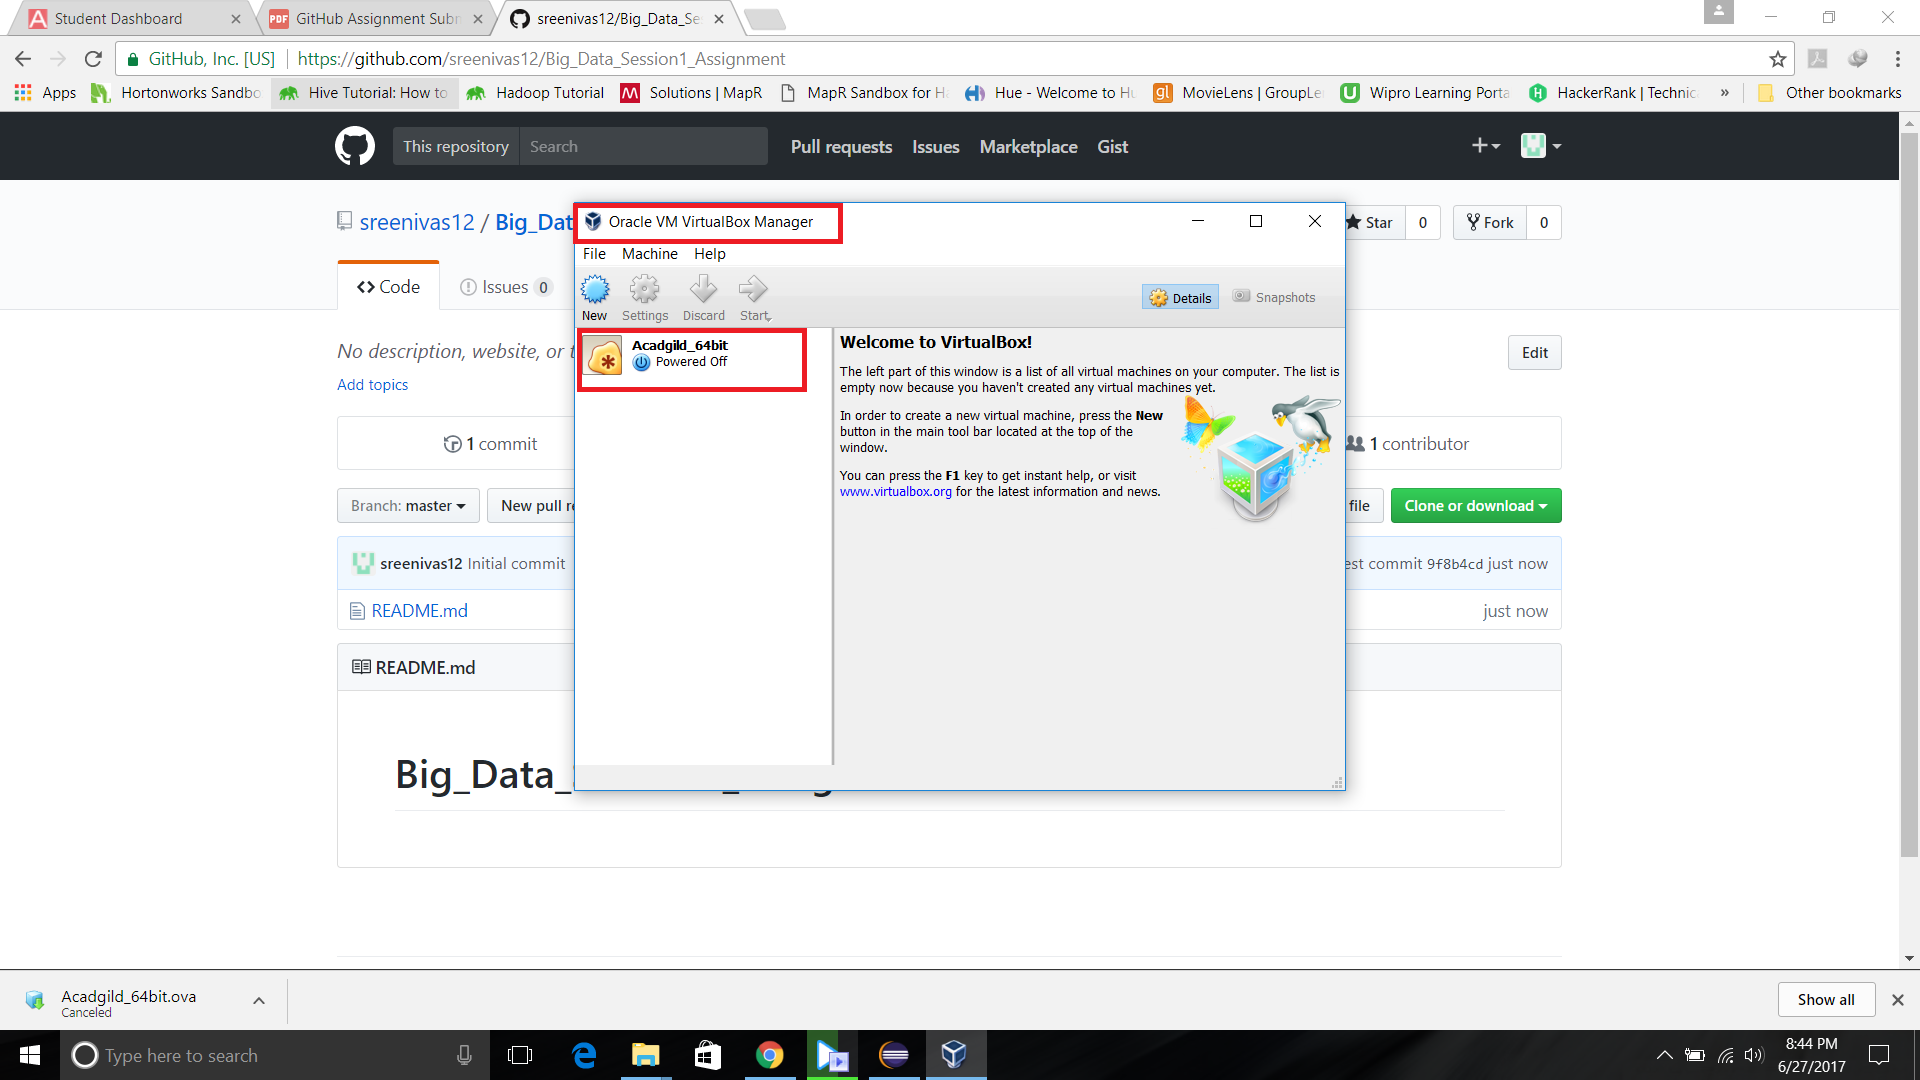 Student Dashboard
GitHub Assignment Subm
sreenivas12/Big_Data_Se
GitHub, Inc. [US]
https://github.com/sreenivas12/Big_Data_Session1_Assignment
Apps
Hortonworks Sandbo
Hive Tutorial: How to
Hadoop Tutorial
Solutions | MapR
MapR Sandbox for H
Hue - Welcome to Hu
MovieLens | GroupLe
Wipro Learning Porta
HackerRank | Technic
»
Other bookmarks
This repository
Search
Pull requests
Issues
Marketplace
Gist
sreenivas12 / Big_Dat
Star
0
Fork
0
Code
Issues 0
No description, website, or t
Edit
Add topics
1 commit
1 contributor
Branch: master
New pull re
file
Clone or download
sreenivas12 Initial commit
est commit 9f8b4cd just now
README.md
just now
README.md
Big_Data_
Oracle VM VirtualBox Manager
File
Machine
Help
New
Settings
Discard
Start
Details
Snapshots
Acadgild_64bit
Powered Off
Welcome to VirtualBox!
The left part of this window is a list of all virtual machines on your computer. The list is
empty now because you haven't created any virtual machines yet.
In order to create a new virtual machine, press the New
button in the main tool bar located at the top of the
window.
You can press the F1 key to get instant help, or visit
www.virtualbox.org for the latest information and news.
Acadgild_64bit.ova
Canceled
Show all
Type here to search
8:44 PM
6/27/2017